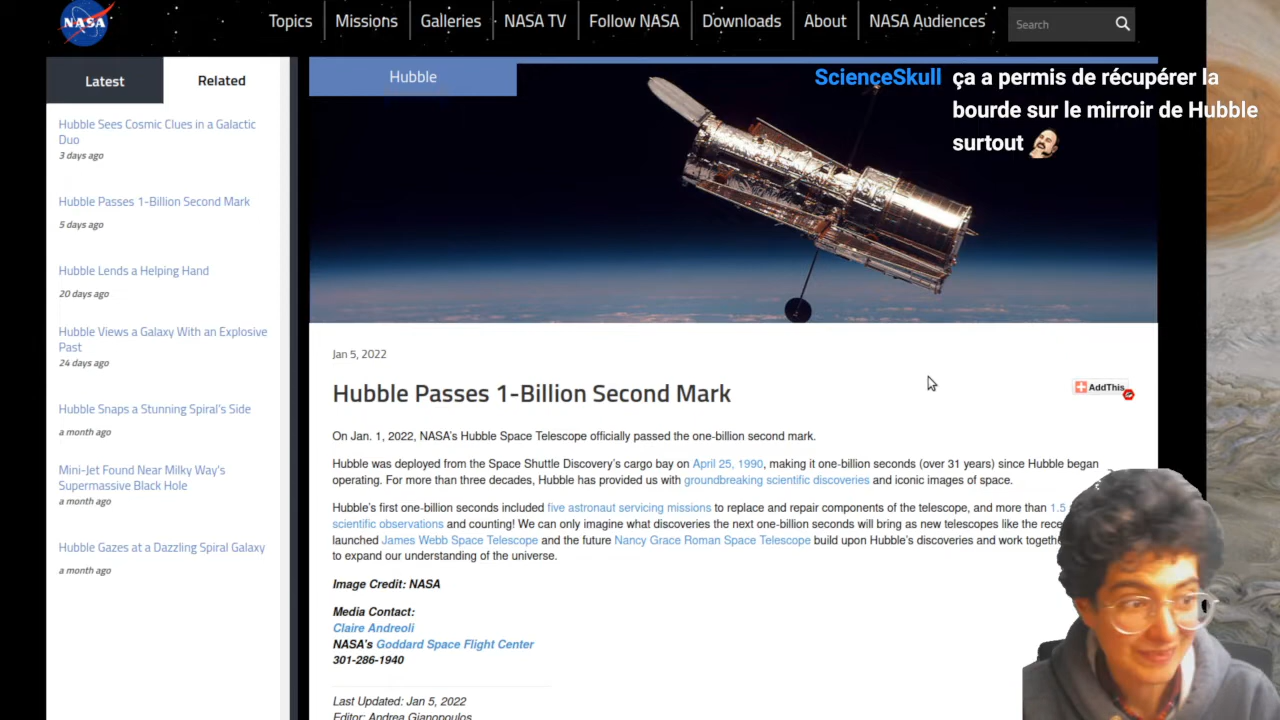 NASA
Topics
Missions
Galleries
NASA TV
Follow NASA
Downloads
About
NASA Audiences
Search
Latest
Related
Hubble Sees Cosmic Clues in a Galactic
Duo
3 days ago
Hubble Passes 1-Billion Second Mark
5 days ago
Hubble Lends a Helping Hand
20 days ago
Hubble Views a Galaxy With an Explosive
Past
24 days ago
Hubble Snaps a Stunning Spiral's Side
a month ago
Mini-Jet Found Near Milky Way's
Supermassive Black Hole
a month ago
Hubble Gazes at a Dazzling Spiral Galaxy
a month ago
Hubble
ScienceSkull ça a permis de récupérer la
bourde sur le mirroir de Hubble
surtout
Jan 5, 2022
Hubble Passes 1-Billion Second Mark
AddThis
On Jan. 1, 2022, NASA's Hubble Space Telescope officially passed the one-billion second mark.
Hubble was deployed from the Space Shuttle Discovery's cargo bay on April 25, 1990, making it one-billion seconds (over 31 years) since Hubble began
operating. For more than three decades, Hubble has provided us with groundbreaking scientific discoveries and iconic images of space.
Hubble's first one-billion seconds included five astronaut servicing missions to replace and repair components of the telescope, and more than 1.5
scientific observations and counting! We can only imagine what discoveries the next one-billion seconds will bring as new telescopes like the rece
launched James Webb Space Telescope and the future Nancy Grace Roman Space Telescope build upon Hubble's discoveries and work togethe
to expand our understanding of the universe.
Image Credit: NASA
Media Contact:
Claire Andreoli
NASA's Goddard Space Flight Center
301-286-1940
Last Updated: Jan 5, 2022
Editor: Andrea Gianopoulos